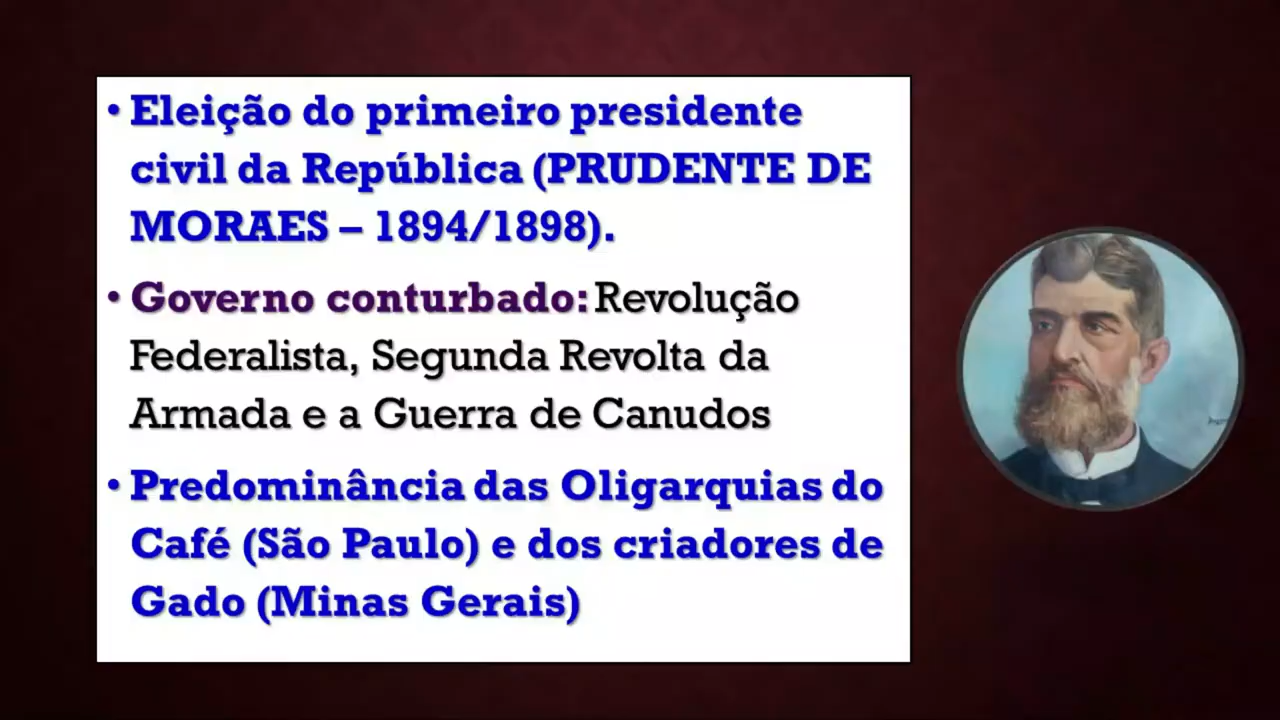 • Eleição do primeiro presidente
civil da República (PRUDENTE DE
MORAES – 1894/1898).
• Governo conturbado: Revolução
Federalista, Segunda Revolta da
Armada e a Guerra de Canudos
• Predominância das Oligarquias do
Café (São Paulo) e dos criadores de
Gado (Minas Gerais)